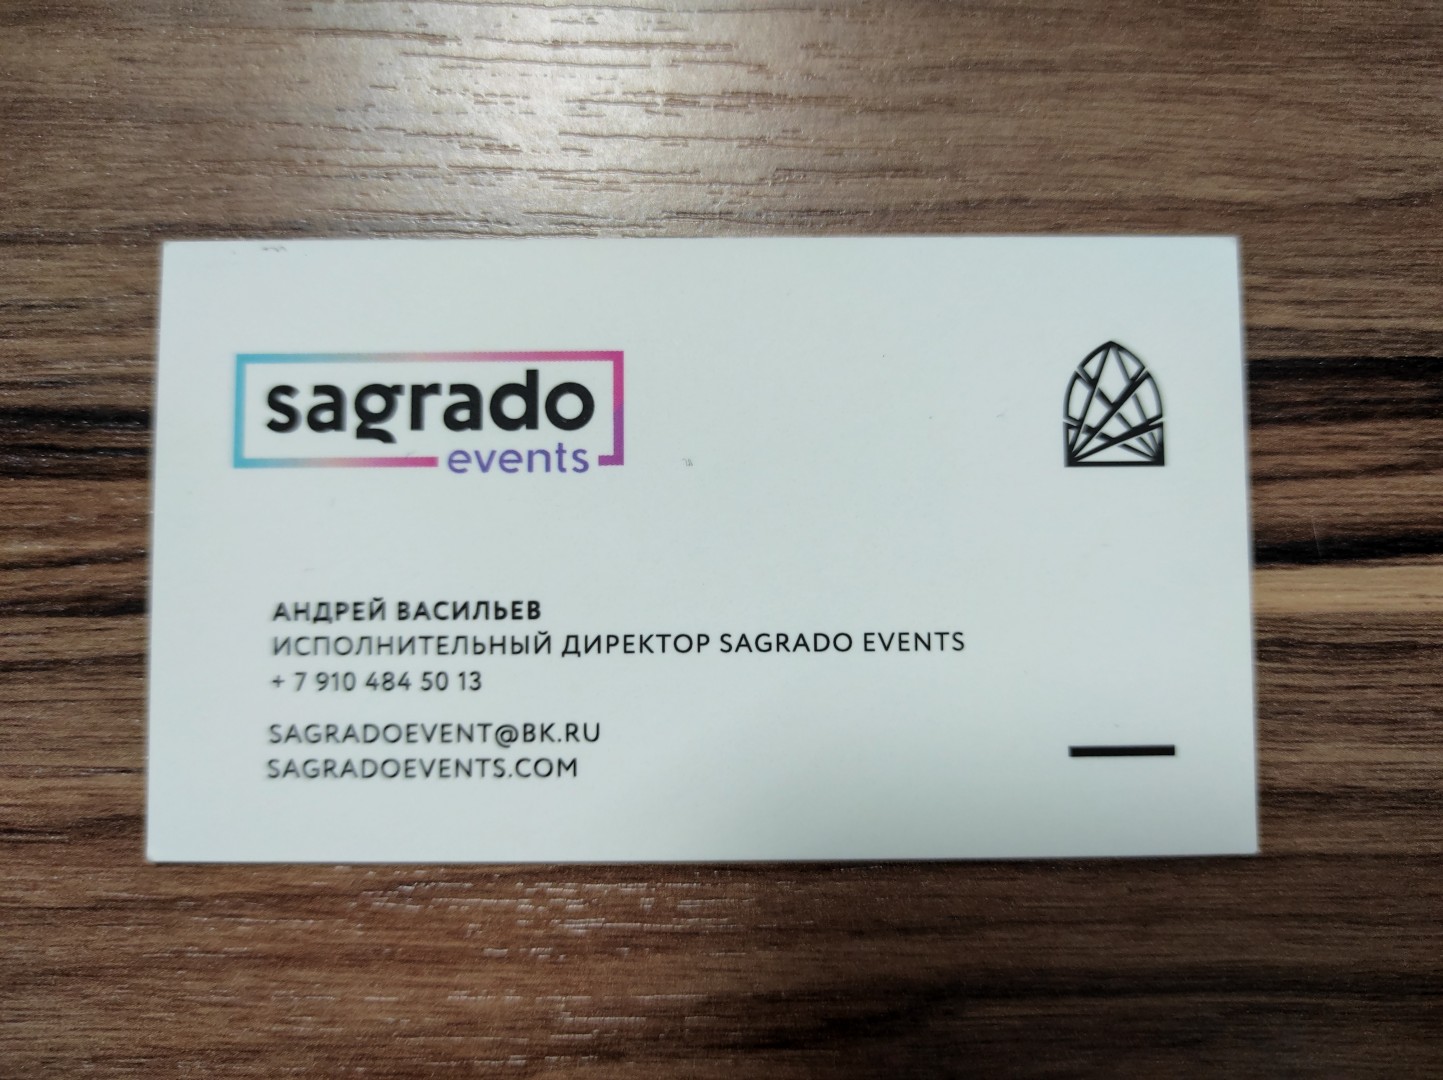 sagrado
events
АНДРЕЙ ВАСИЛЬЕВ
ИСПОЛНИТЕЛЬНЫЙ ДИРЕКТОР SAGRADO EVENTS
+ 7 910 484 50 13
SAGRADOEVENT@BK.RU
SAGRADOEVENTS.COM